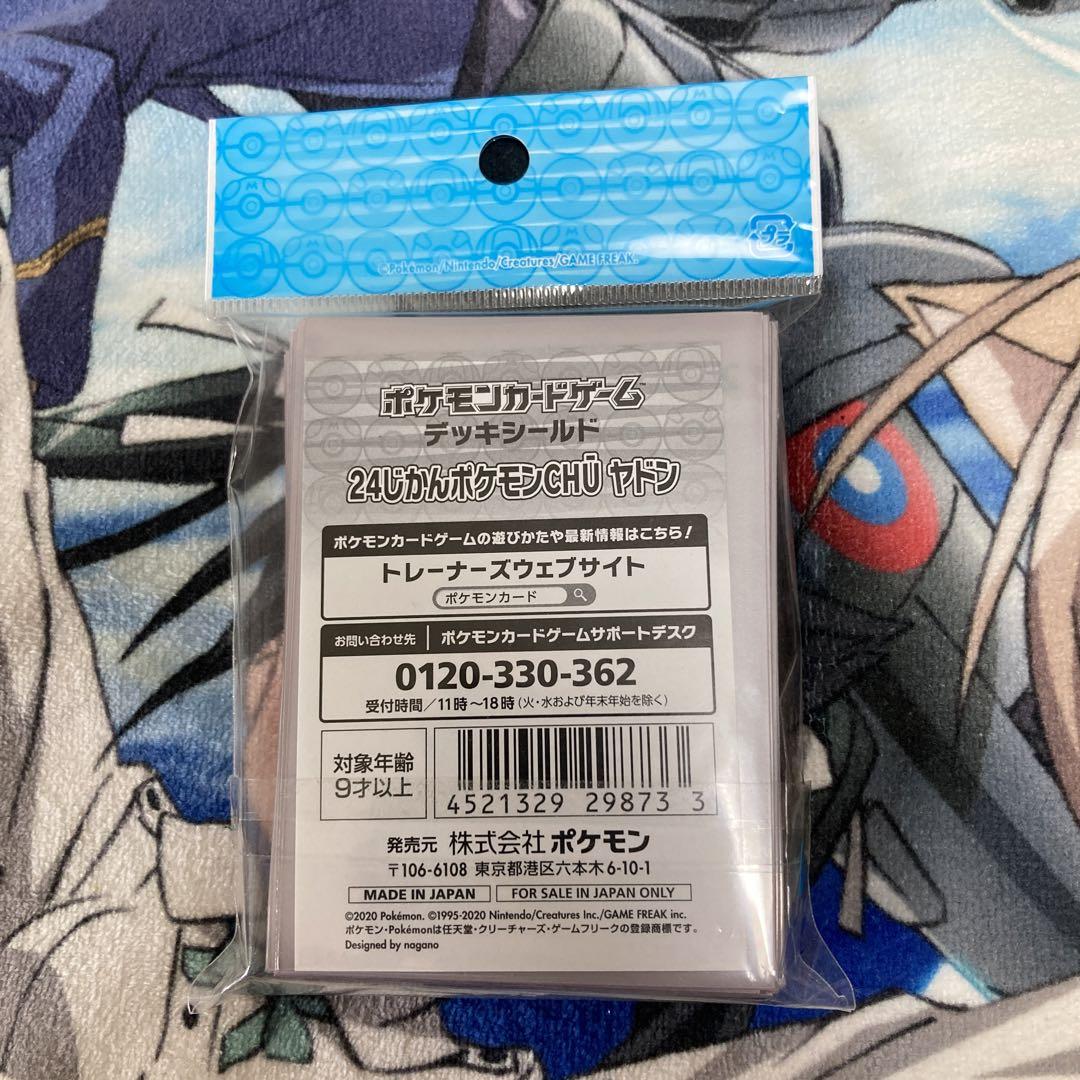 プラ
©Pokémon/Nintendo/Creatures/GAME FREAK.
ポケモンカードゲーム™
デッキシールド
24じかんポケモンCHŪ ヤドン
ポケモンカードゲームの遊びかたや最新情報はこちら!
トレーナーズウェブサイト
ポケモンカード
お問い合わせ先 ポケモンカードゲームサポートデスク
0120-330-362
受付時間/11時～18時(火・水および年末年始を除く)
対象年齢
9才以上
4521329 29873 3
発売元 株式会社 ポケモン
〒106-6108 東京都港区六本木6-10-1
MADE IN JAPAN FOR SALE IN JAPAN ONLY
©2020 Pokémon. ©1995-2020 Nintendo/Creatures Inc./GAME FREAK inc.
ポケモン・Pokémonは任天堂・クリーチャーズ・ゲームフリークの登録商標です。
Designed by nagano